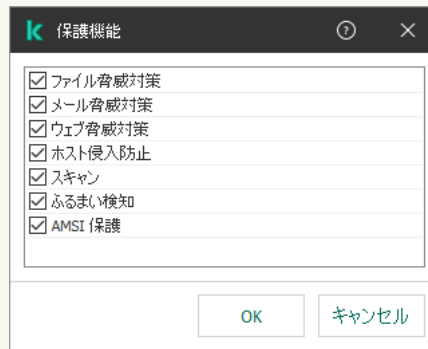 保護機能
ファイル脅威対策
メール脅威対策
ウェブ脅威対策
ホスト侵入防止
スキャン
ふるまい検知
AMSI 保護
OK
キャンセル